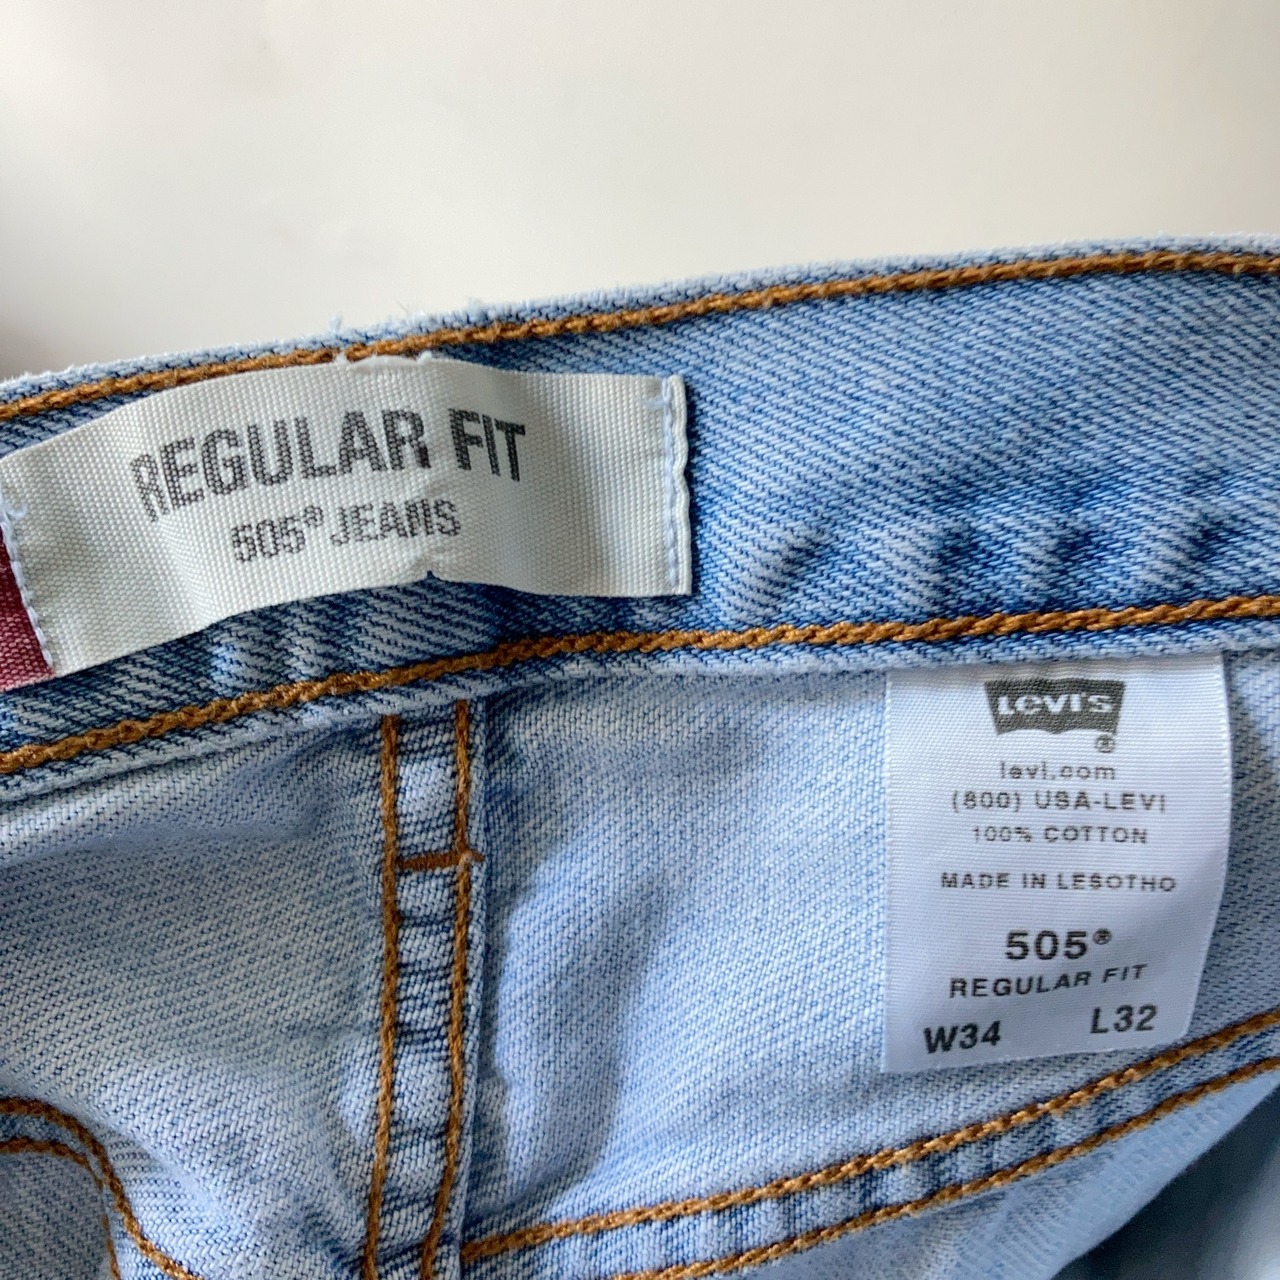 REGULAR FIT
505® JEANS
LEVI'S
®
levi.com
(800) USA-LEVI
100% COTTON
MADE IN LESOTHO
505®
REGULAR FIT
W34 L32